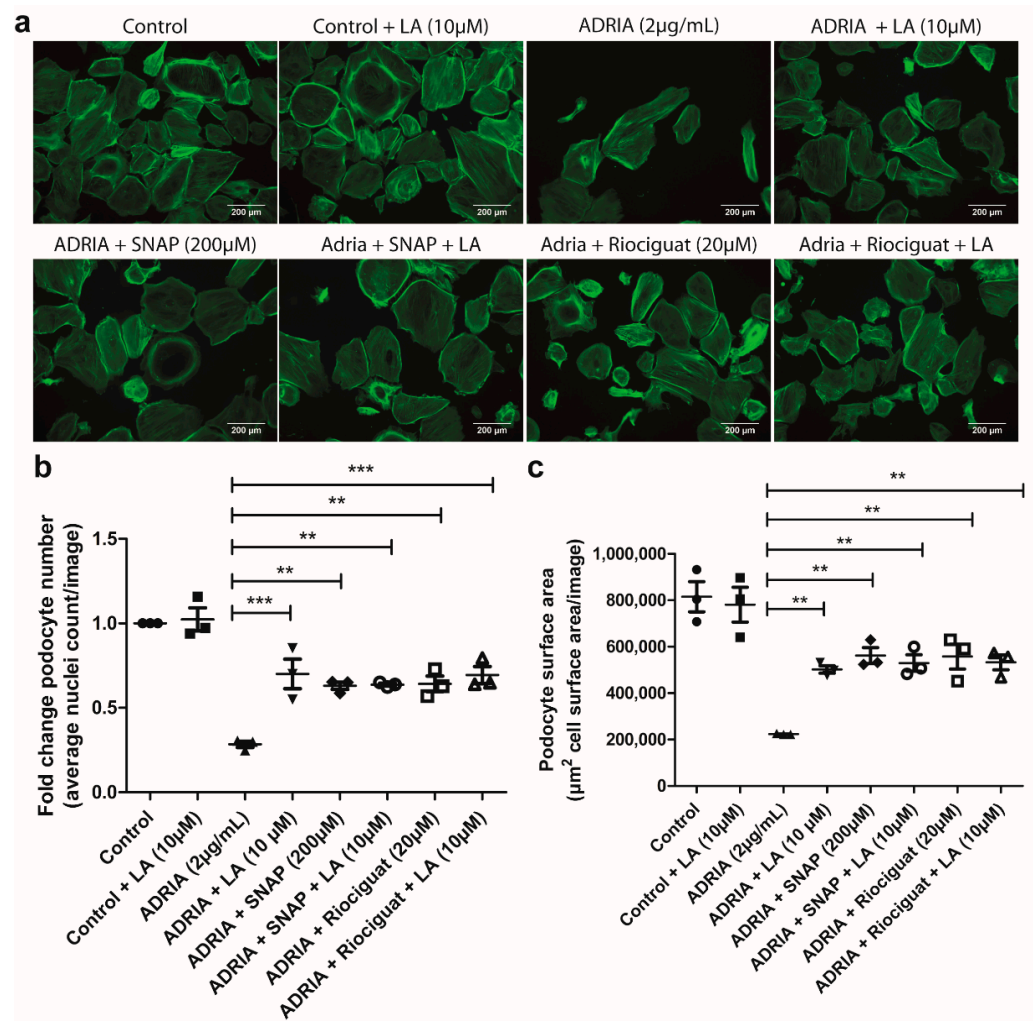 a
Control
Control + LA (10µM)
ADRIA (2µg/mL)
ADRIA + LA (10µM)
200 µm
200 µm
200 µm
200 µm
ADRIA + SNAP (200µM)
Adria + SNAP + LA
Adria + Riociguat (20µM)
Adria + Riociguat + LA
200 µm
200 µm
200 µm
200 µm
b
***
**
**
**
***
Fold change podocyte number
(average nuclei count/image)
1.5
1.0
0.5
0.0
Control
Control + LA (10µM)
ADRIA (2µg/mL)
ADRIA + LA (10 µM)
ADRIA + SNAP (200µM)
ADRIA + SNAP + LA (10µM)
ADRIA + Riociguat (20µM)
ADRIA + Riociguat + LA (10µM)
c
**
**
**
**
**
Podocyte surface area
(µm² cell surface area/image)
1,000,000
800,000
600,000
400,000
200,000
0
Control
Control + LA (10µM)
ADRIA (2µg/mL)
ADRIA + LA (10 µM)
ADRIA + SNAP (200µM)
ADRIA + SNAP + LA (10µM)
ADRIA + Riociguat (20µM)
ADRIA + Riociguat + LA (10µM)